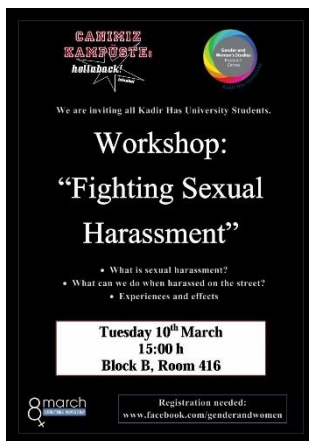 CANIMIZ
KAMPÜSTE:
hollaback!
Gender and
Women's Studies
Research
Center
Kadir Has
We are inviting all Kadir Has University Students.
Workshop:
“Fighting Sexual
Harassment”
• What is sexual harassment?
• What can we do when harassed on the street?
• Experiences and effects
Tuesday 10th March
15:00 h
Block B, Room 416
8 march
Registration needed:
www.facebook.com/genderandwomen